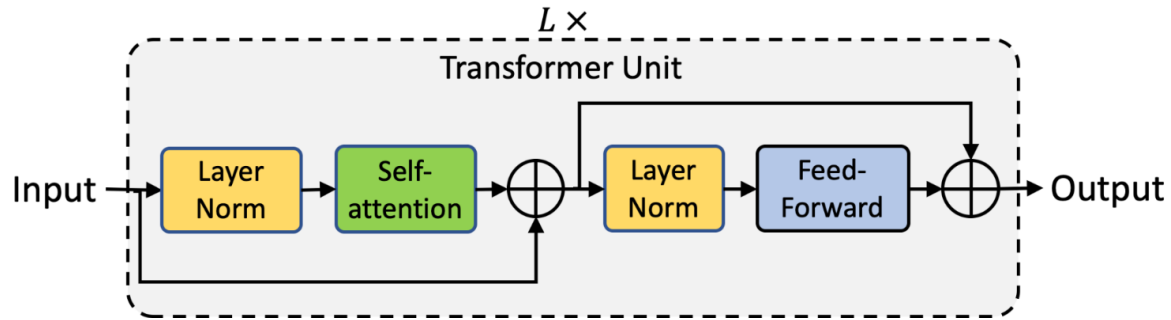 L ×
Transformer Unit
Input
Layer
Norm
Self-
attention
Layer
Norm
Feed-
Forward
Output